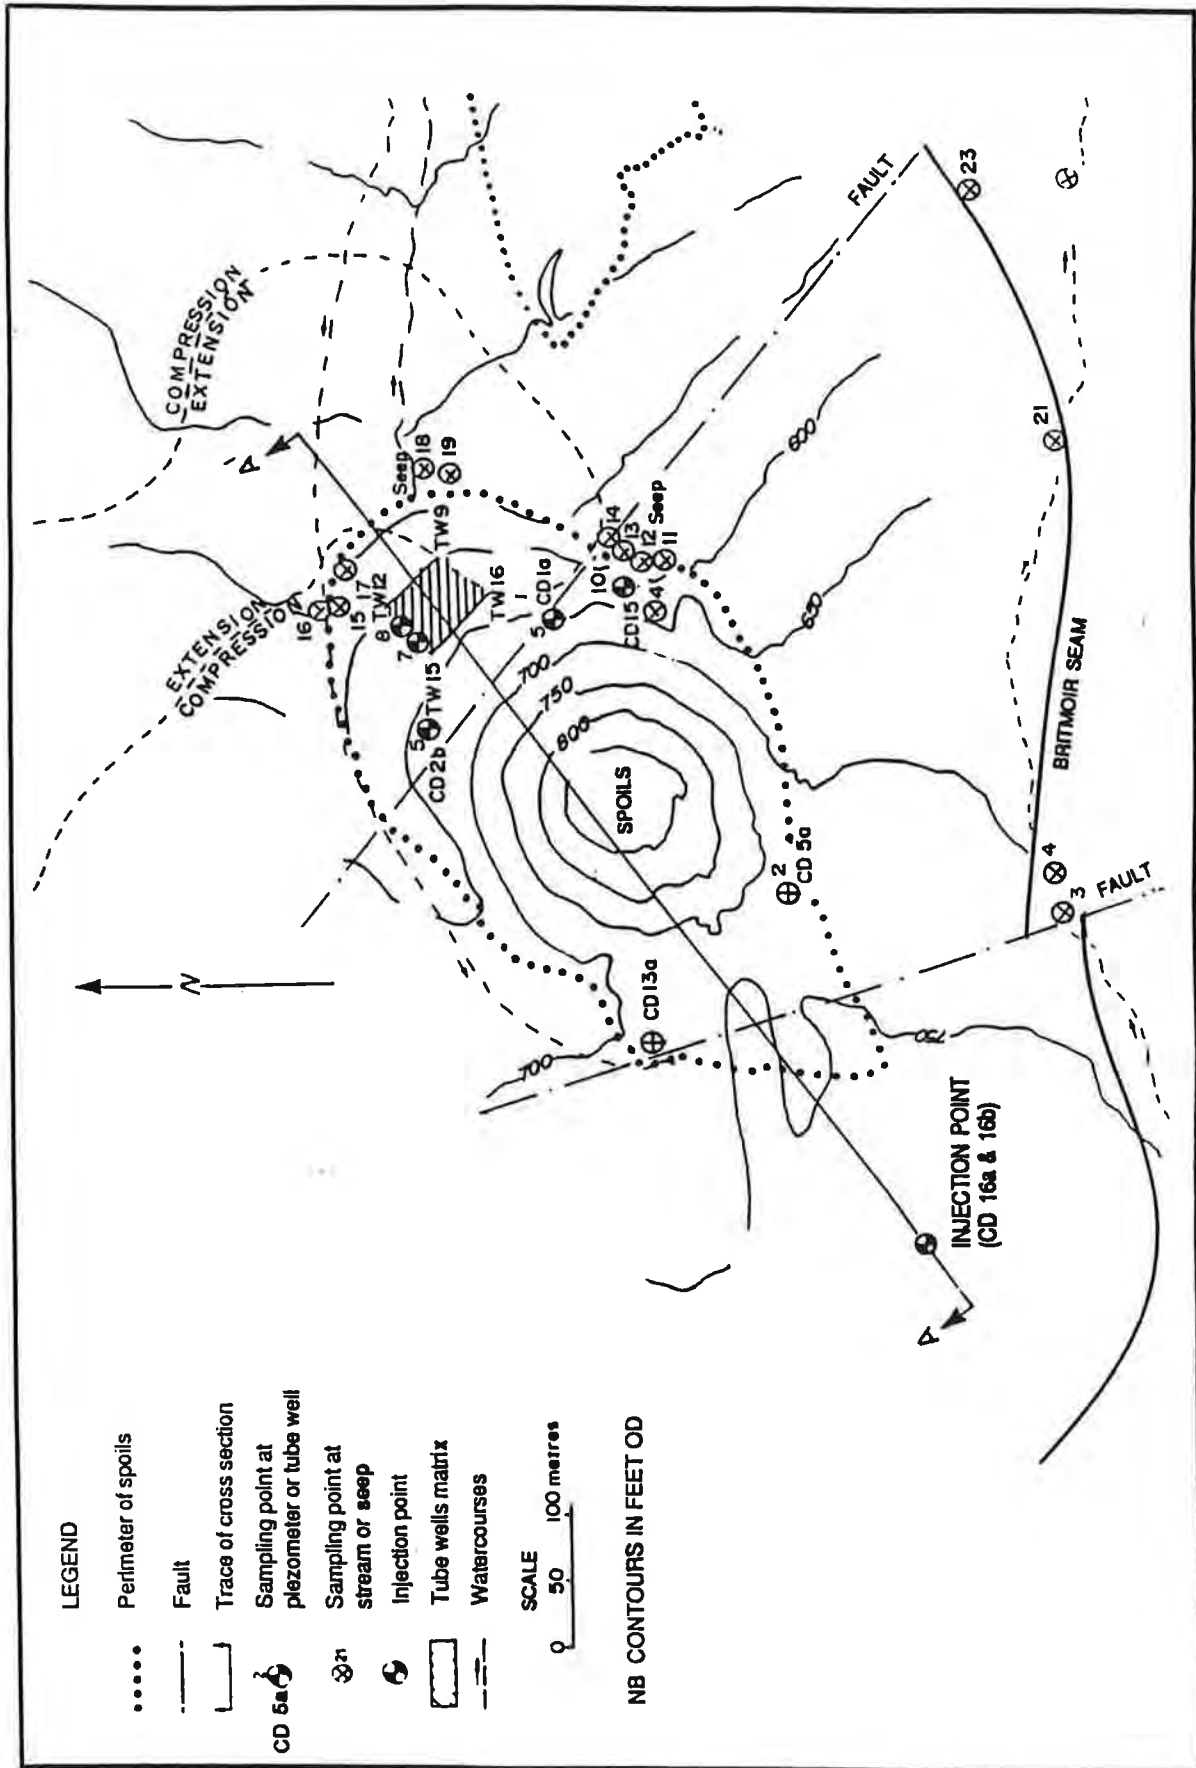 LEGEND
Perimeter of spoils
Fault
Trace of cross section
CD 5a 2
Sampling point at
piezometer or tube well
21
Sampling point at
stream or seep
Injection point
Tube wells matrix
Watercourses
SCALE
0 50 100 metres
NB CONTOURS IN FEET OD
N
COMPRESSION
EXTENSION
EXTENSION
COMPRESSION
A
Seep
18
19
TW9
16
17
15
TW12
8
7
TW16
TW15
5
CD2b
1
CD1a
5
14
13
12
Seep
11
10
CD15
4
700
750
800
SPOILS
600
650
FAULT
23
21
BRITMOIR SEAM
2
CD 5a
4
3
FAULT
CD13a
700
750
INJECTION POINT
(CD 16a & 16b)
A